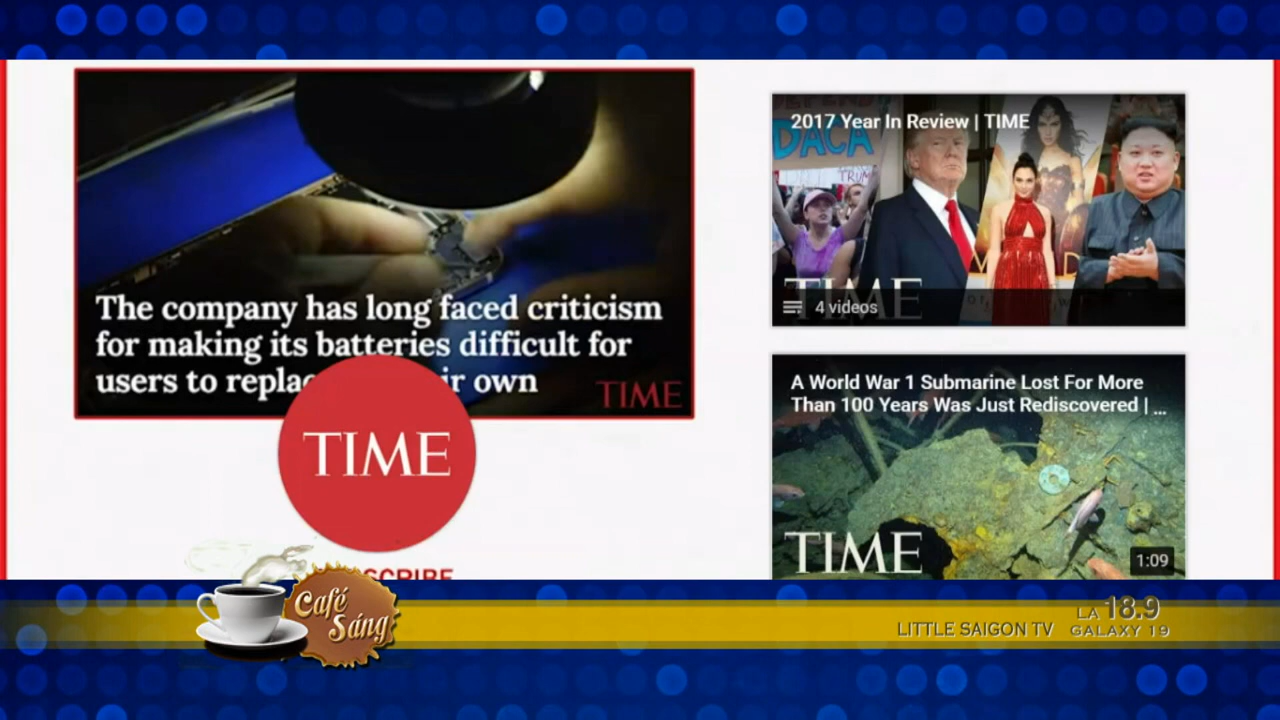 The company has long faced criticism
for making its batteries difficult for
users to replac
ir own
TIME
TIME
2017 Year In Review | TIME
DACA
TRUM
TIME
4 videos
A World War 1 Submarine Lost For More
Than 100 Years Was Just Rediscovered | ...
TIME
1:09
SCRIBE
Café
Sáng
LITTLE SAIGON TV
LA 18.9
GALAXY 19